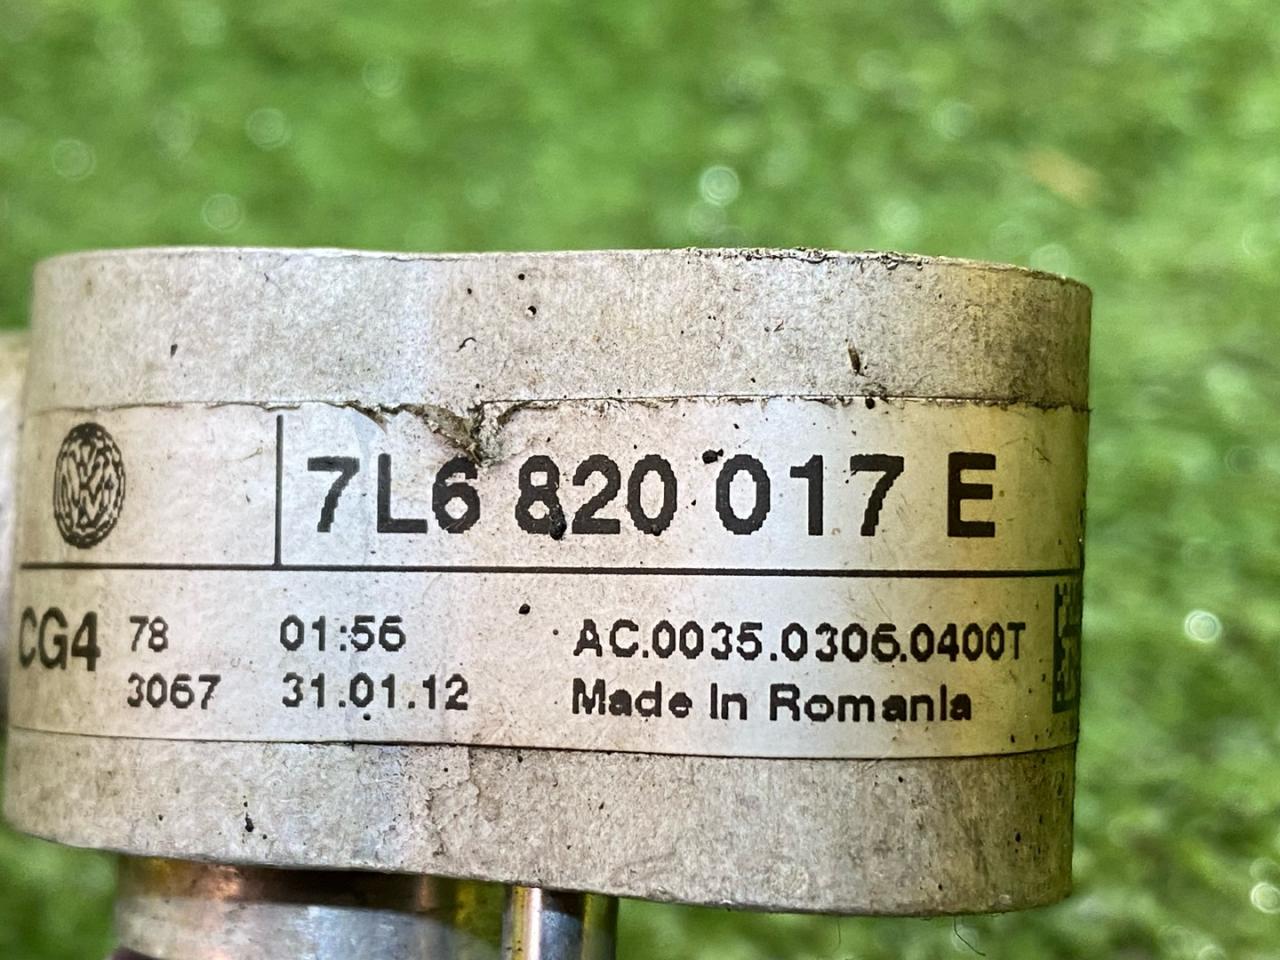 7L6 820 017 E
CG4 78 01:56 AC.0035.0306.0400T
3067 31.01.12 Made In Romania